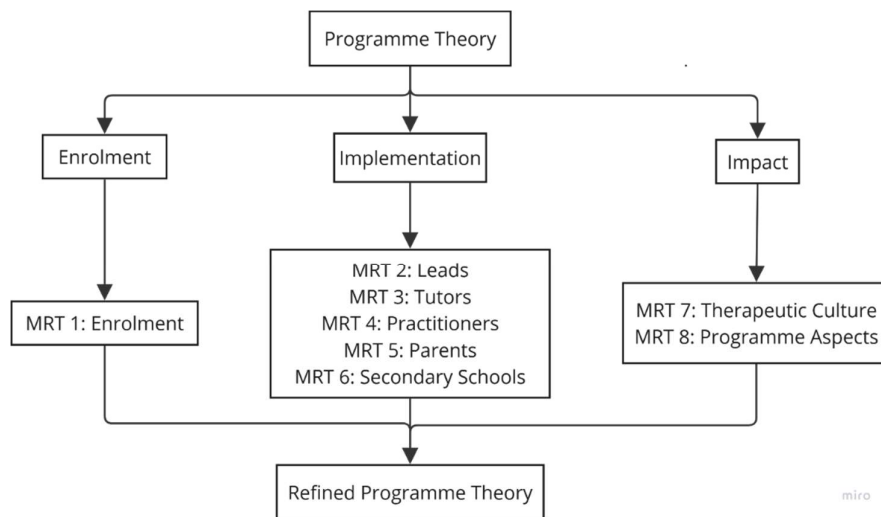 Programme Theory
Enrolment
Implementation
Impact
MRT 1: Enrolment
MRT 2: Leads
MRT 3: Tutors
MRT 4: Practitioners
MRT 5: Parents
MRT 6: Secondary Schools
MRT 7: Therapeutic Culture
MRT 8: Programme Aspects
Refined Programme Theory
miro